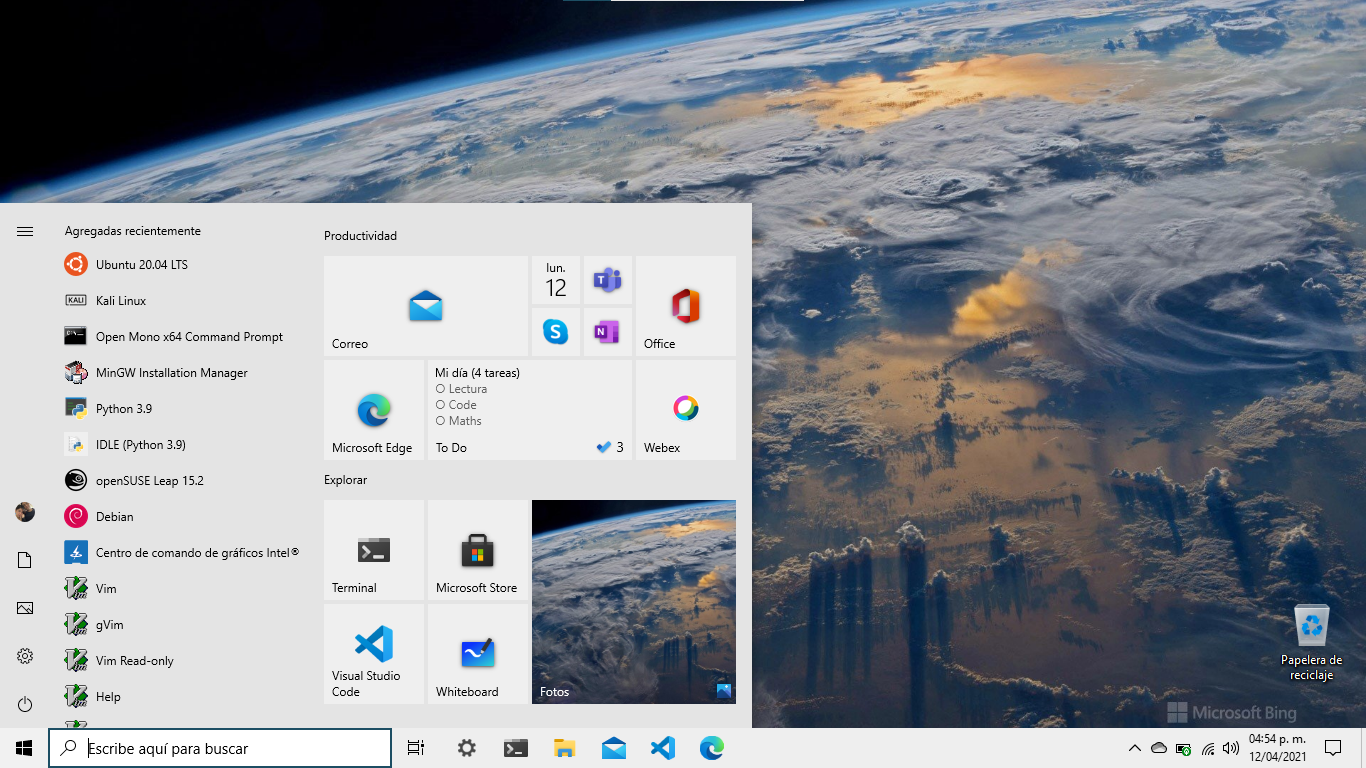 Agregadas recientemente
Ubuntu 20.04 LTS
KALI
Kali Linux
Open Mono x64 Command Prompt
MinGW Installation Manager
Python 3.9
IDLE (Python 3.9)
openSUSE Leap 15.2
Debian
Centro de comando de gráficos Intel®
Vim
gVim
Vim Read-only
Help
Productividad
Correo
lun.
12
Office
Microsoft Edge
Mi día (4 tareas)
Lectura
Code
Maths
To Do
3
Webex
Explorar
Terminal
Microsoft Store
Visual Studio
Code
Whiteboard
Fotos
Papelera de
reciclaje
Microsoft Bing
Escribe aquí para buscar
04:54 p. m.
12/04/2021